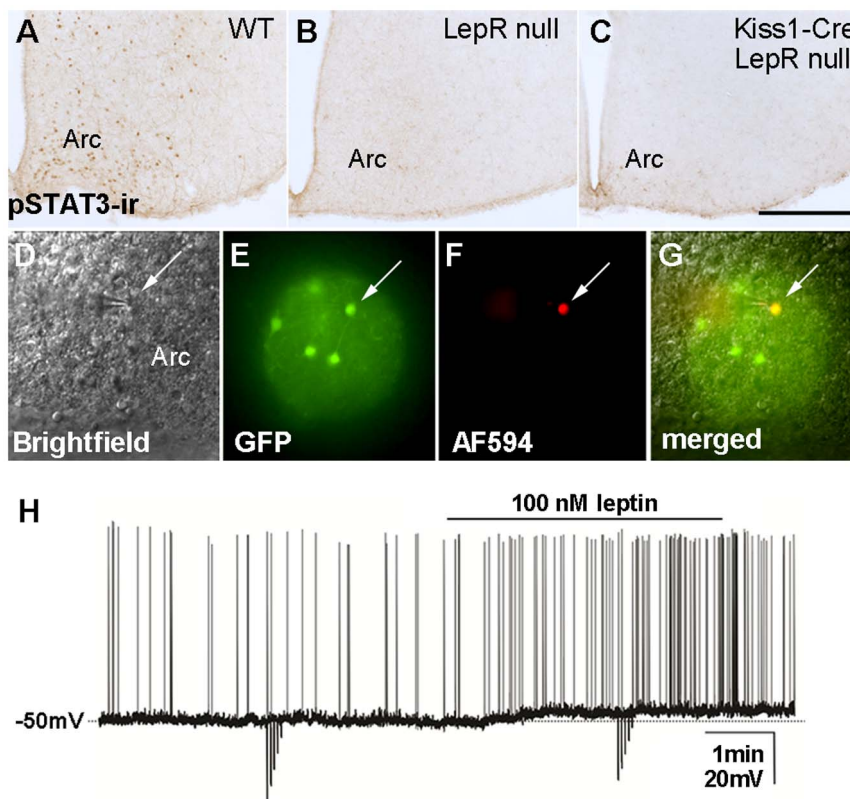 A WT
Arc
pSTAT3-ir
B LepR null
Arc
C Kiss1-Cre
LepR null
Arc
D
Arc
Brightfield
E
GFP
F
AF594
G
merged
H
100 nM leptin
-50mV
1min
20mV